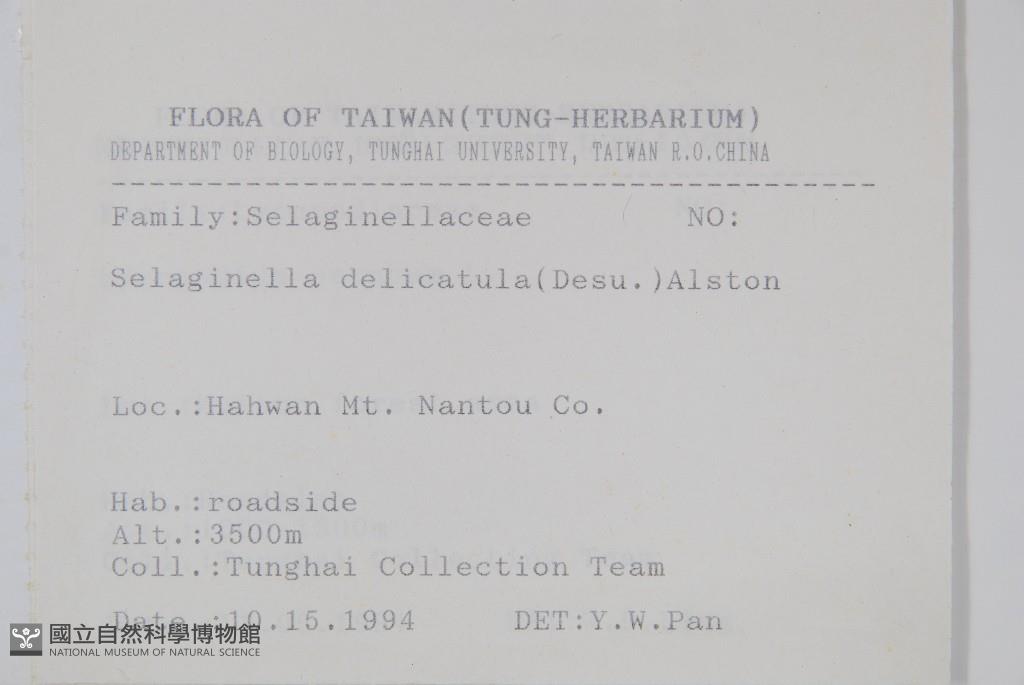 FLORA OF TAIWAN(TUNG-HERBARIUM)
DEPARTMENT OF BIOLOGY, TUNGHAI UNIVERSITY, TAIWAN R.O.CHINA
Family:Selaginellaceae NO:
Selaginella delicatula(Desu.)Alston
Loc.:Hahwan Mt. Nantou Co.
Hab.:roadside
Alt.:3500m
Coll.:Tunghai Collection Team
Date.:10.15.1994 DET:Y.W.Pan
國立自然科學博物館
NATIONAL MUSEUM OF NATURAL SCIENCE